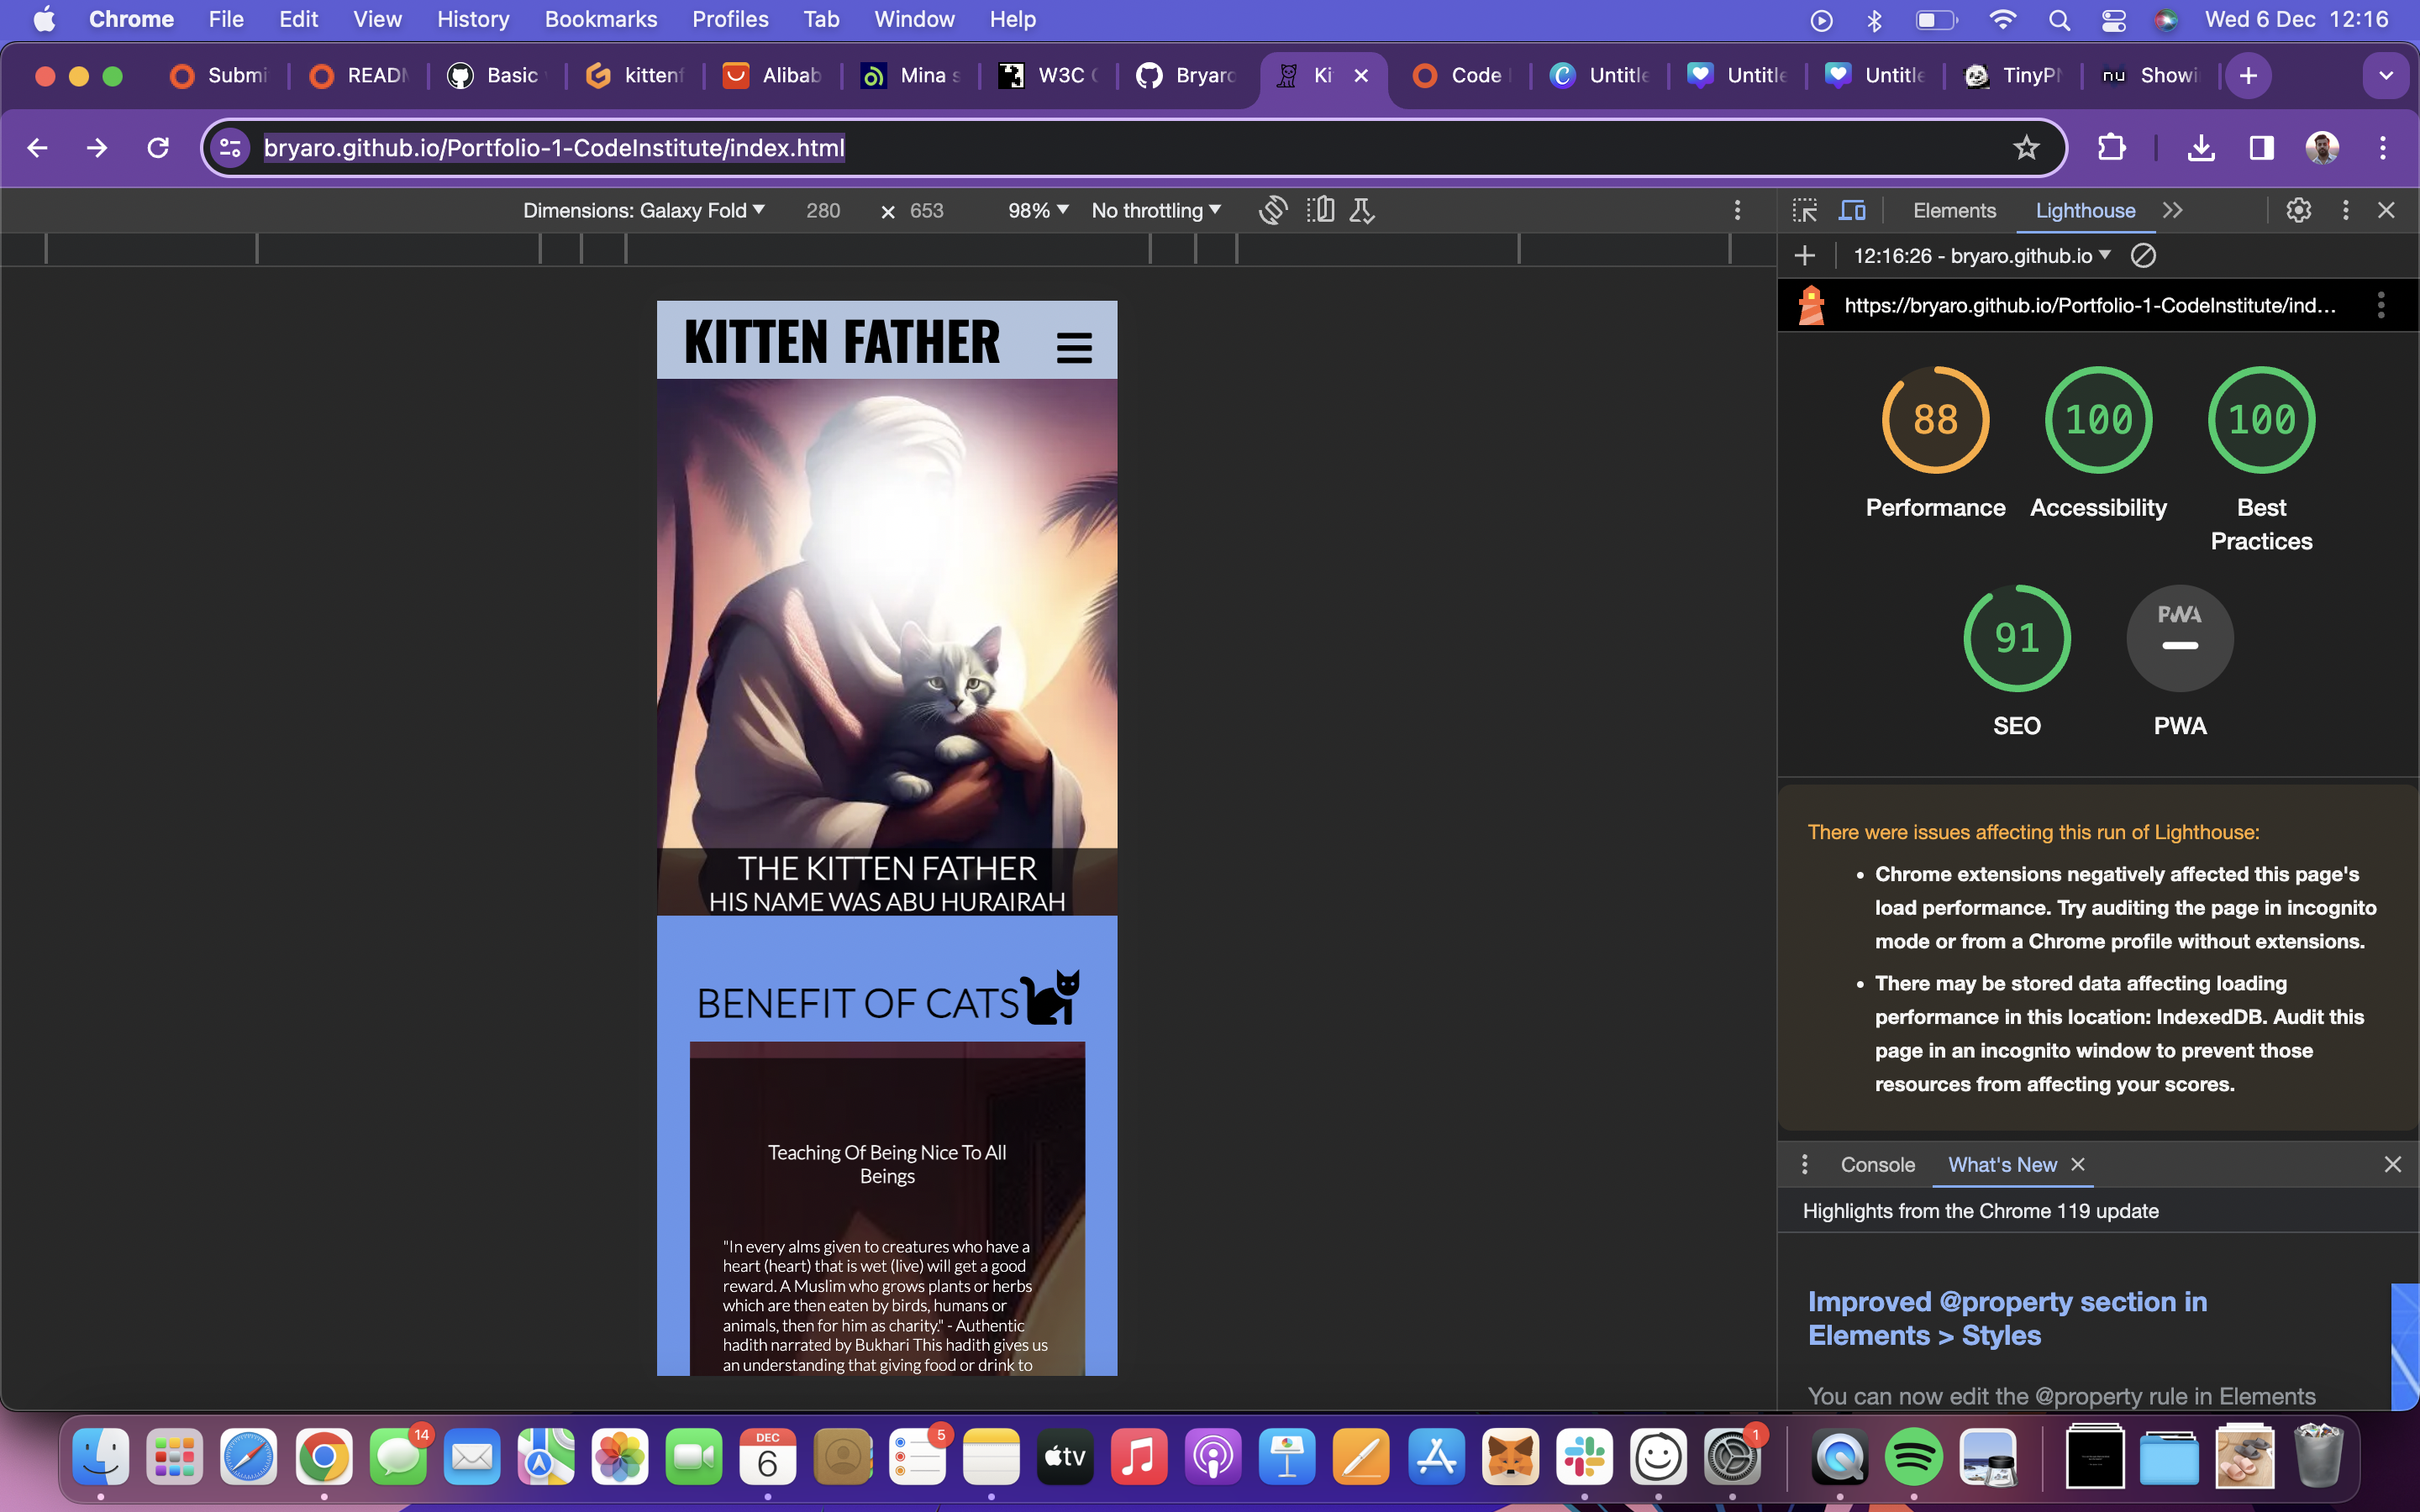 Chrome File Edit View History Bookmarks Profiles Tab Window Help Wed 6 Dec 12:16
Submi READM Basic kittenf Alibab Mina s W3C Bryaro Ki Code Untitle Untitle Untitle TinyP nu Showi
bryaro.github.io/Portfolio-1-CodeInstitute/index.html
Dimensions: Galaxy Fold 280 × 653 98% No throttling
Elements Lighthouse
12:16:26 - bryaro.github.io
https://bryaro.github.io/Portfolio-1-CodeInstitute/ind...
KITTEN FATHER
THE KITTEN FATHER
HIS NAME WAS ABU HURAIRAH
BENEFIT OF CATS
Teaching Of Being Nice To All
Beings
"In every alms given to creatures who have a
heart (heart) that is wet (live) will get a good
reward. A Muslim who grows plants or herbs
which are then eaten by birds, humans or
animals, then for him as charity." - Authentic
hadith narrated by Bukhari This hadith gives us
an understanding that giving food or drink to
88 100 100
Performance Accessibility Best
Practices
91 PWA
SEO PWA
There were issues affecting this run of Lighthouse:
• Chrome extensions negatively affected this page's
load performance. Try auditing the page in incognito
mode or from a Chrome profile without extensions.
• There may be stored data affecting loading
performance in this location: IndexedDB. Audit this
page in an incognito window to prevent those
resources from affecting your scores.
Console What's New
Highlights from the Chrome 119 update
Improved @property section in
Elements > Styles
You can now edit the @property rule in Elements
14 DEC 6 5 tv 1